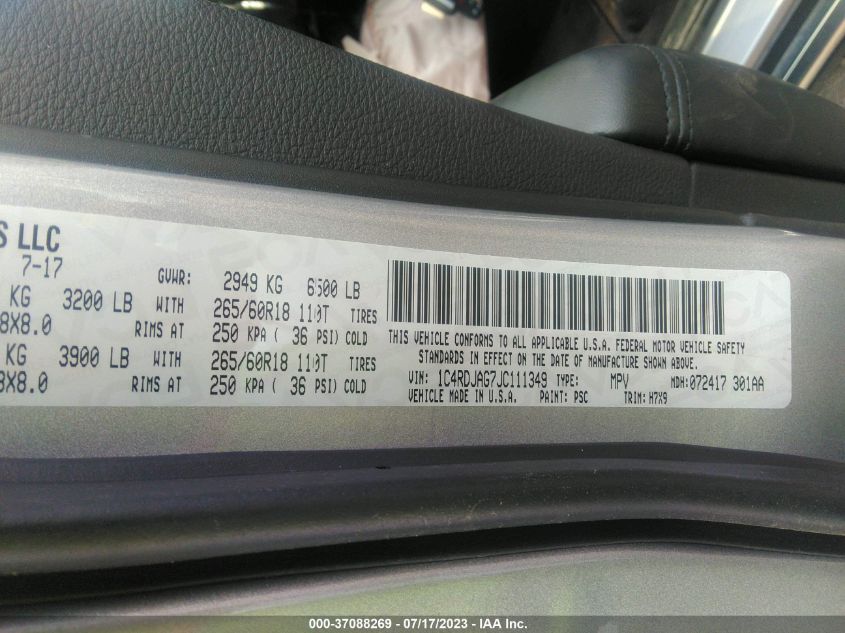 S LLC
7-17
GVWR: 2949 KG 6500 LB
KG 3200 LB WITH 265/60R18 110T TIRES
8X8.0 RIMS AT 250 KPA ( 36 PSI) COLD
KG 3900 LB WITH 265/60R18 110T TIRES
8X8.0 RIMS AT 250 KPA ( 36 PSI) COLD
THIS VEHICLE CONFORMS TO ALL APPLICABLE U.S.A. FEDERAL MOTOR VEHICLE SAFETY
STANDARDS IN EFFECT ON THE DATE OF MANUFACTURE SHOWN ABOVE.
VIN: 1C4RDJAG7JC111349 TYPE: MPV MDH: 072417 301AA
VEHICLE MADE IN U.S.A. PAINT: PSC TRIM: H7X9
000-37088269 - 07/17/2023 - IAA Inc.